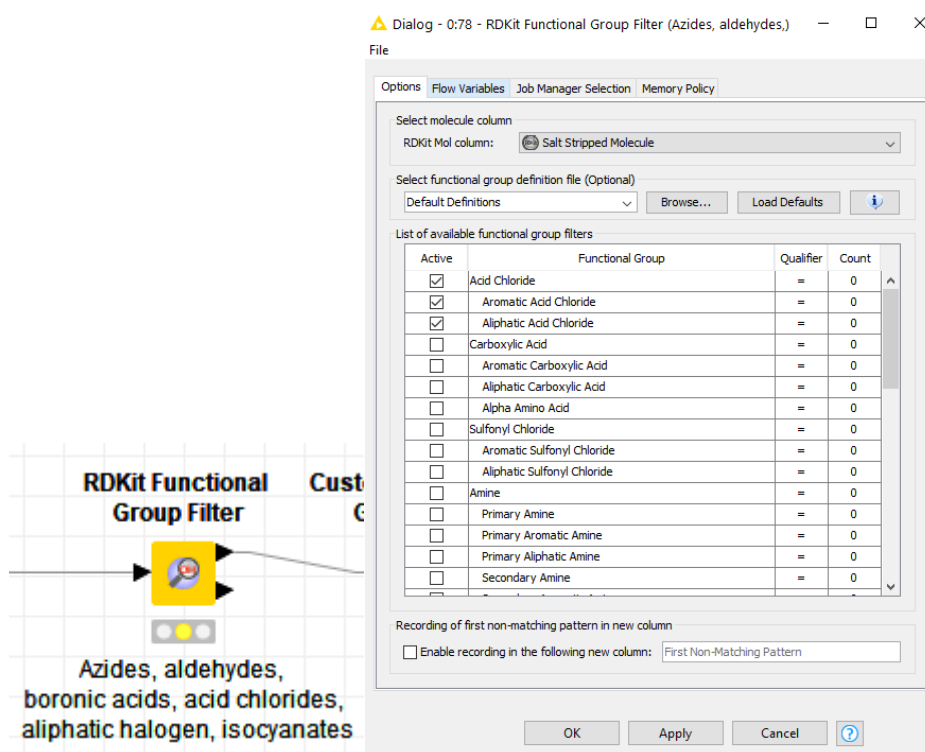 Dialog - 0:78 - RDKit Functional Group Filter (Azides, aldehydes,)
File
Options Flow Variables Job Manager Selection Memory Policy
Select molecule column
RDKit Mol column: Salt Stripped Molecule
Select functional group definition file (Optional)
Default Definitions Browse... Load Defaults
List of available functional group filters
Active Functional Group Qualifier Count
Acid Chloride = 0
Aromatic Acid Chloride = 0
Aliphatic Acid Chloride = 0
Carboxylic Acid = 0
Aromatic Carboxylic Acid = 0
Aliphatic Carboxylic Acid = 0
Alpha Amino Acid = 0
Sulfonyl Chloride = 0
Aromatic Sulfonyl Chloride = 0
Aliphatic Sulfonyl Chloride = 0
Amine = 0
Primary Amine = 0
Primary Aromatic Amine = 0
Primary Aliphatic Amine = 0
Secondary Amine = 0
Recording of first non-matching pattern in new column
Enable recording in the following new column: First Non-Matching Pattern
OK Apply Cancel
RDKit Functional
Group Filter
Cust
G
Azides, aldehydes,
boronic acids, acid chlorides,
aliphatic halogen, isocyanates